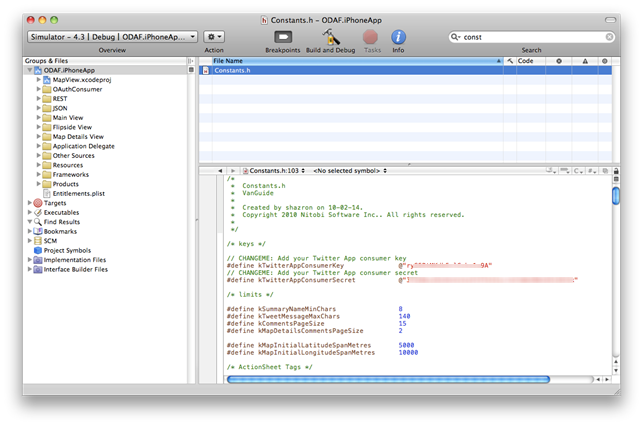 Constants.h – ODAF.iPhoneApp
Simulator - 4.3 | Debug | ODAF.iPhoneAp...
Overview
Action
Breakpoints
Build and Debug
Tasks
Info
const
Search
Groups & Files
ODAF.iPhoneApp
MapView.xcodeproj
OAuthConsumer
REST
JSON
Main View
Flipside View
Map Details View
Application Delegate
Other Sources
Resources
Frameworks
Products
Entitlements.plist
Targets
Executables
Find Results
Bookmarks
SCM
Project Symbols
Implementation Files
Interface Builder Files
File Name
Code
Constants.h
Constants.h:103
<No selected symbol>
/*
* Constants.h
* VanGuide
*
* Created by sharon on 10-02-14.
* Copyright 2010 Nitobi Software Inc.. All rights reserved.
*
*/
/* keys */
// CHANGEME: Add your Twitter App consumer key
#define kTwitterAppConsumerKey @"
// CHANGEME: Add your Twitter App consumer secret
#define kTwitterAppConsumerSecret @"
/* limits */
#define kSummaryNameMinChars 8
#define kTweetMessageMaxChars 140
#define kCommentsPageSize 15
#define kMapDetailsCommentsPageSize 2
#define kMapInitialLatitudeSpanMetres 5000
#define kMapInitialLongitudeSpanMetres 10000
/* ActionSheet Tags */